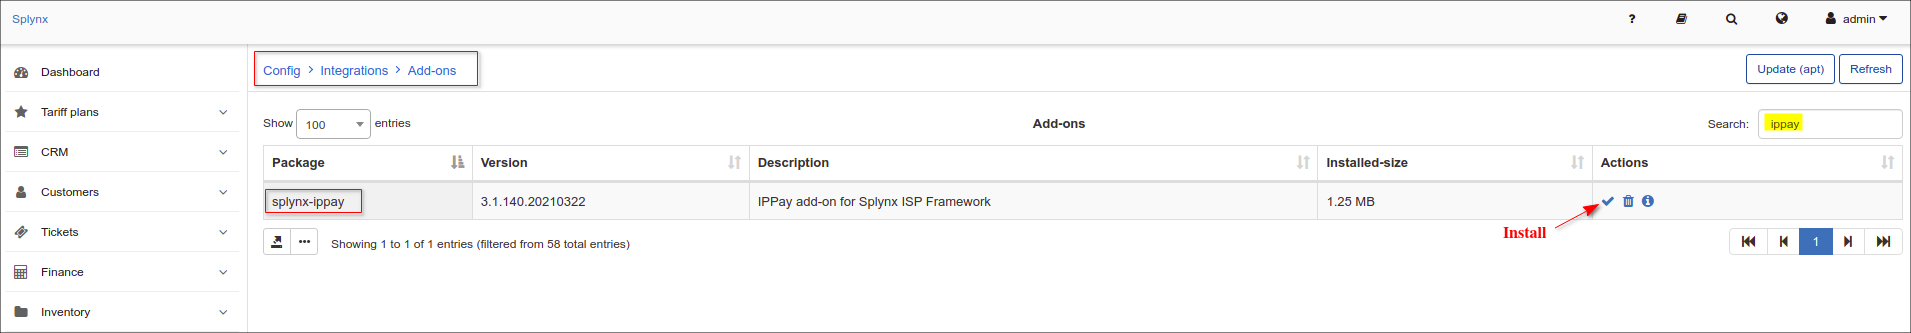 Splynx
?
admin
Dashboard
Tariff plans
CRM
Customers
Tickets
Finance
Inventory
Config > Integrations > Add-ons
Update (apt)
Refresh
Show 100 entries
Add-ons
Search: ippay
Package Version Description Installed-size Actions
splynx-ippay 3.1.140.20210322 IPPay add-on for Splynx ISP Framework 1.25 MB
Install
Showing 1 to 1 of 1 entries (filtered from 58 total entries)
1